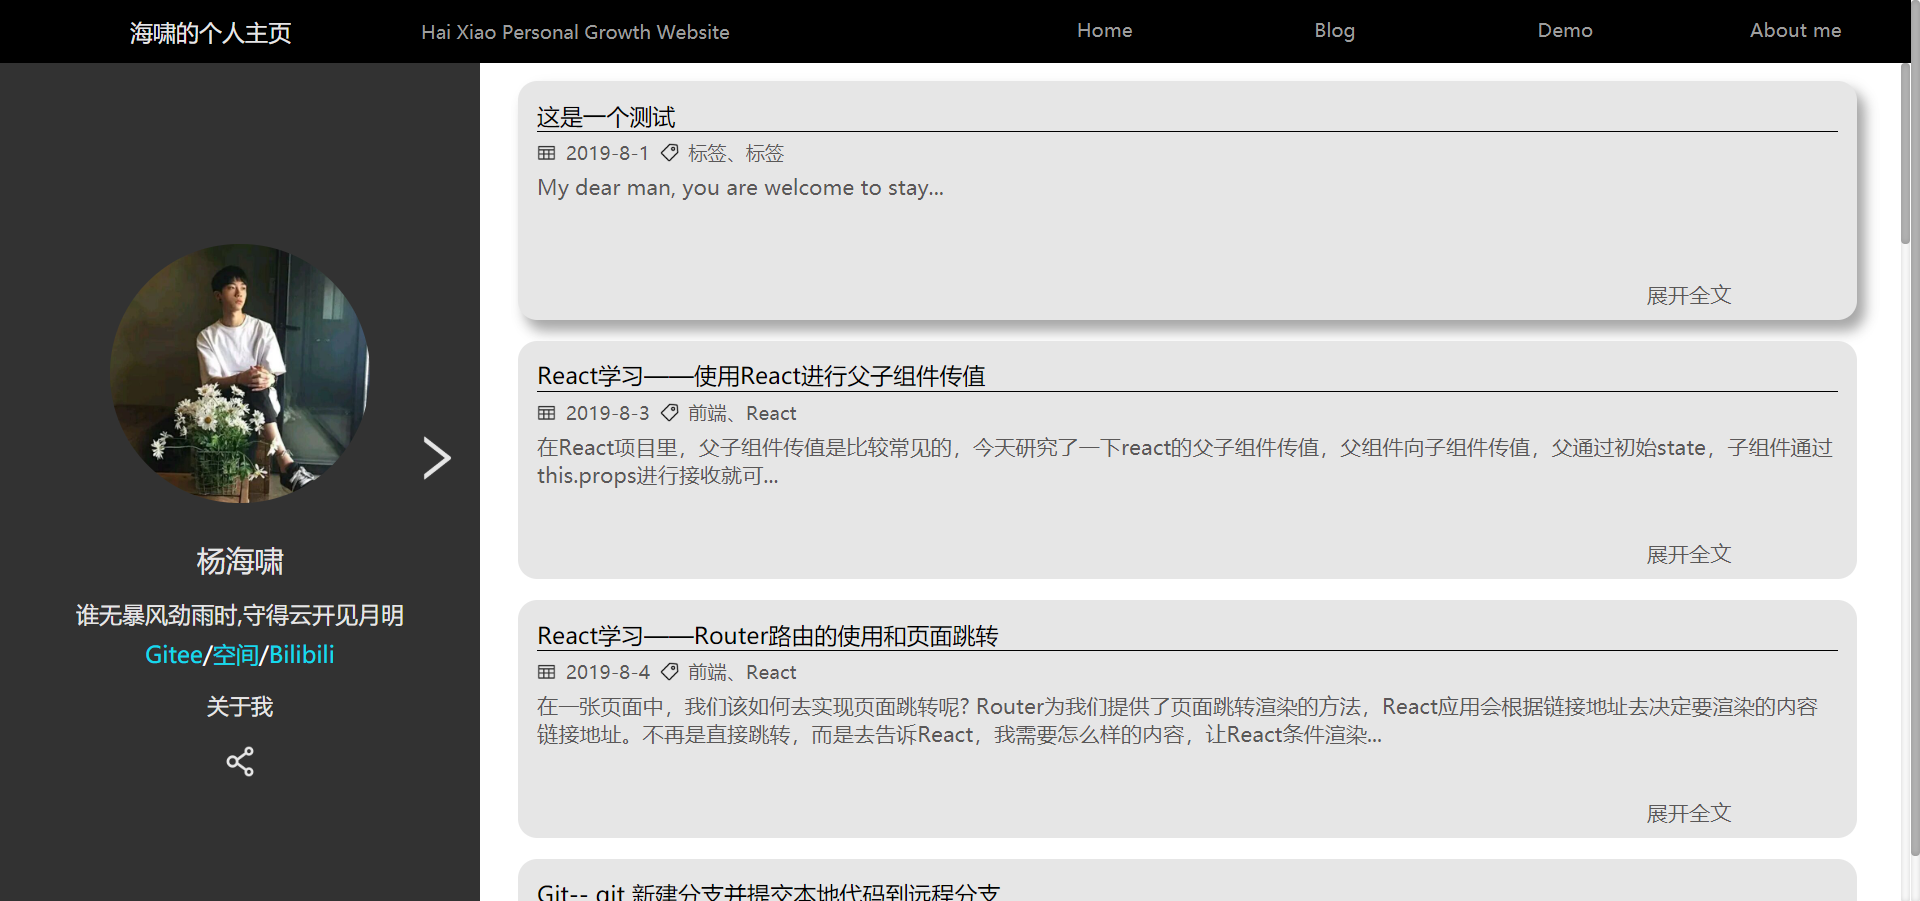 海啸的个人主页
Hai Xiao Personal Growth Website
Home
Blog
Demo
About me
杨海啸
谁无暴风劲雨时,守得云开见月明
Gitee/空间/Bilibili
关于我
这是一个测试
2019-8-1 标签、标签
My dear man, you are welcome to stay...
展开全文
React学习——使用React进行父子组件传值
2019-8-3 前端、React
在React项目里，父子组件传值是比较常见的，今天研究了一下react的父子组件传值，父组件向子组件传值，父通过初始state，子组件通过
this.props进行接收就可...
展开全文
React学习——Router路由的使用和页面跳转
2019-8-4 前端、React
在一张页面中，我们该如何去实现页面跳转呢? Router为我们提供了页面跳转渲染的方法，React应用会根据链接地址去决定要渲染的内容
链接地址。不再是直接跳转，而是去告诉React，我需要怎么样的内容，让React条件渲染...
展开全文
Git-- git 新建分支并提交本地代码到远程分支